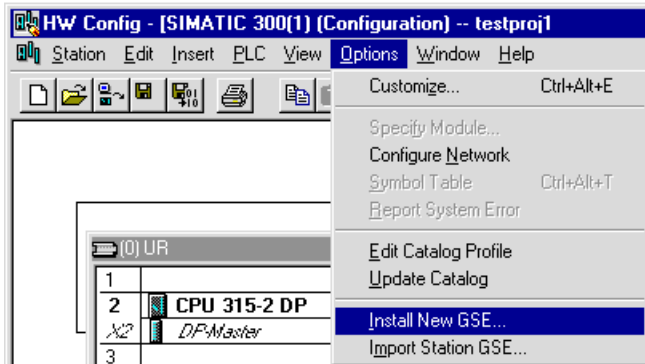 HW Config - [SIMATIC 300(1) (Configuration) -- testproj1
Station Edit Insert PLC View Options Window Help
Customize... Ctrl+Alt+E
Specify Module...
Configure Network
Symbol Table Ctrl+Alt+T
Report System Error
Edit Catalog Profile
Update Catalog
Install New GSE...
Import Station GSE...
(0) UR
1
2 CPU 315-2 DP
X2 DP-Master
3